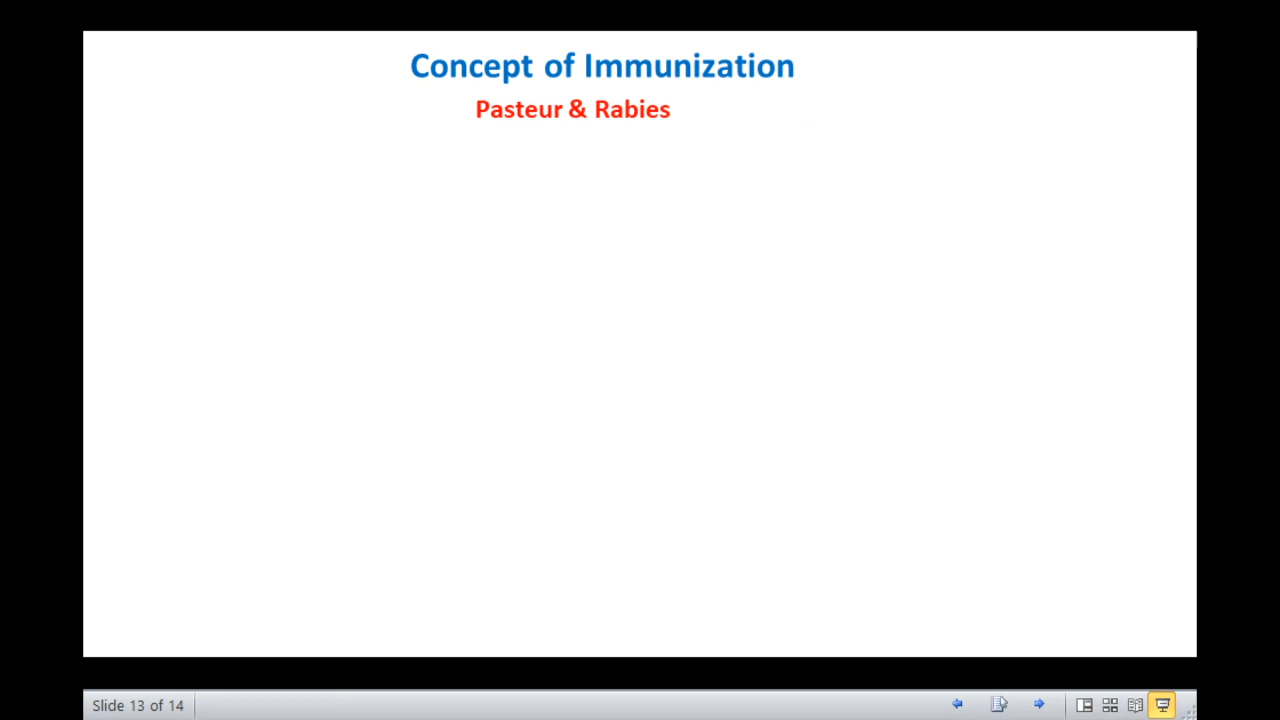 Concept of Immunization
Pasteur & Rabies
Slide 13 of 14